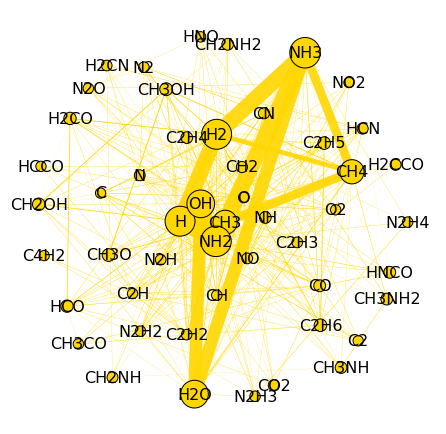 HNO
CH2NH2
NH3
H2CN
N2
NO2
N2O
CH3OH
CN
H2CO
HCN
H2
C2H4
C2H5
HCCO
CH2
H2CCO
CH4
N
C
O
CH2OH
OH
O2
H
CH3
NH
N2H4
NH2
C2H3
C4H2
CH3O
N2H
NO
HNCO
CO
C2H
CH
CH3NH2
HCO
C2H6
N2H2
C2H2
C2
CH3CO
CH3NH
CH2NH
CO2
H2O
N2H3